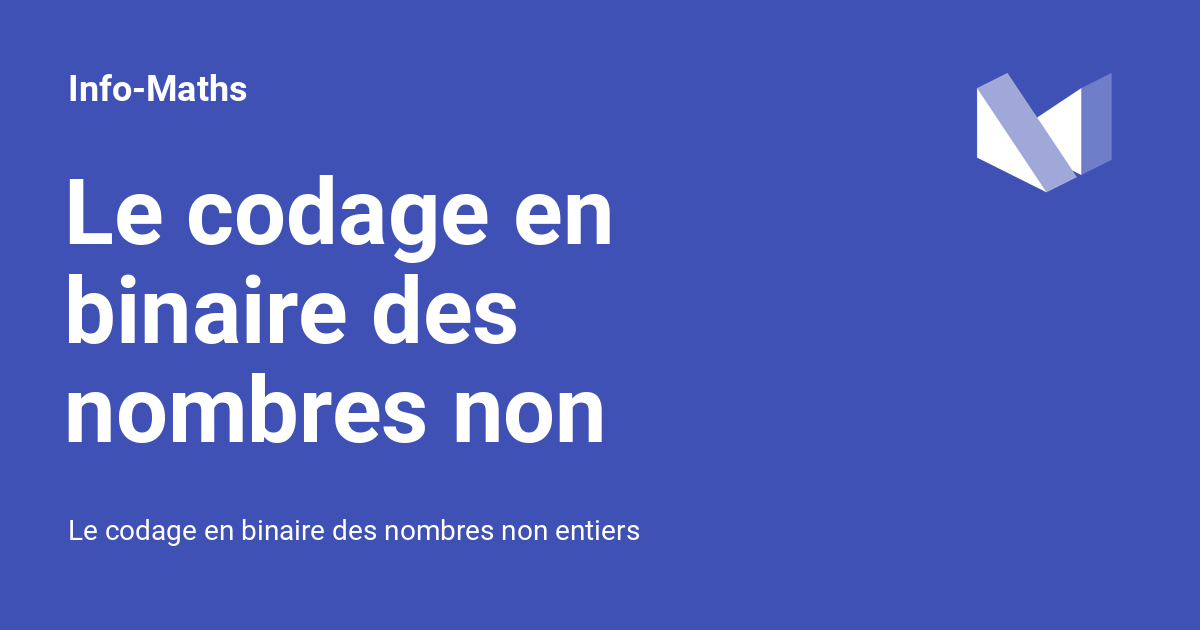 Info-Maths
Le codage en
binaire des
nombres non
Le codage en binaire des nombres non entiers